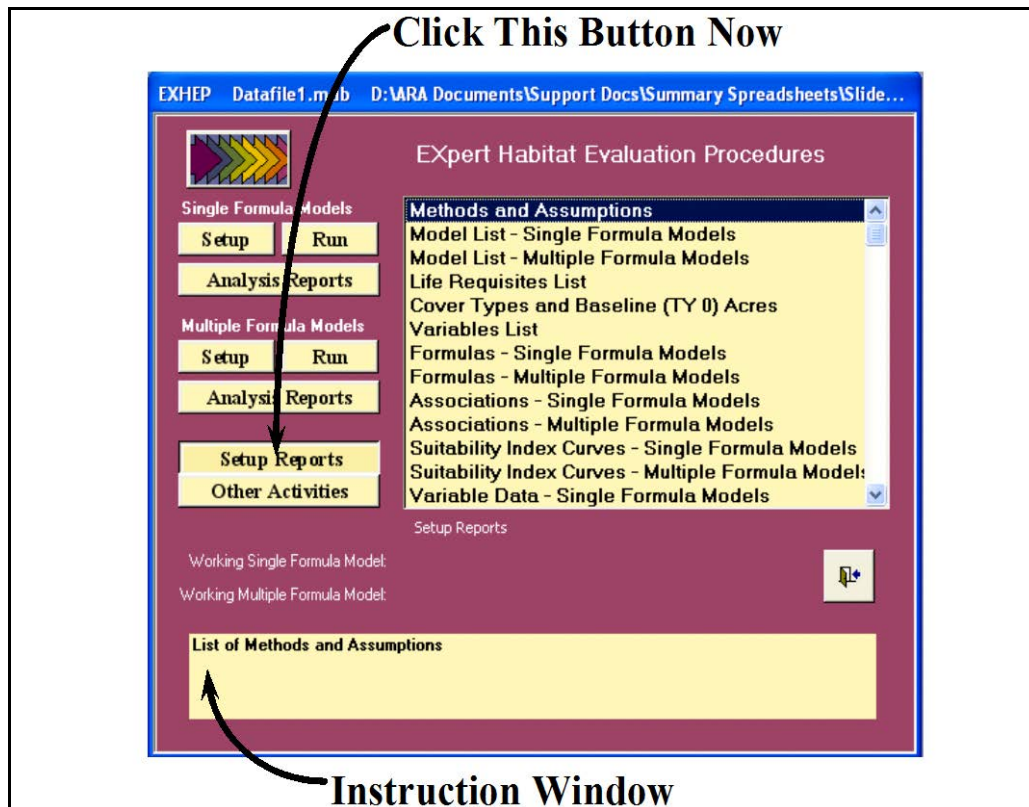 Click This Button Now
EXHEP Datafile1.mdb D:\ARA Documents\Support Docs\Summary Spreadsheets\Slide...
EXpert Habitat Evaluation Procedures
Single Formula Models
Setup Run
Analysis Reports
Multiple Formula Models
Setup Run
Analysis Reports
Setup Reports
Other Activities
Methods and Assumptions
Model List - Single Formula Models
Model List - Multiple Formula Models
Life Requisites List
Cover Types and Baseline (TY 0) Acres
Variables List
Formulas - Single Formula Models
Formulas - Multiple Formula Models
Associations - Single Formula Models
Associations - Multiple Formula Models
Suitability Index Curves - Single Formula Models
Suitability Index Curves - Multiple Formula Models
Variable Data - Single Formula Models
Setup Reports
Working Single Formula Model:
Working Multiple Formula Model:
List of Methods and Assumptions
Instruction Window